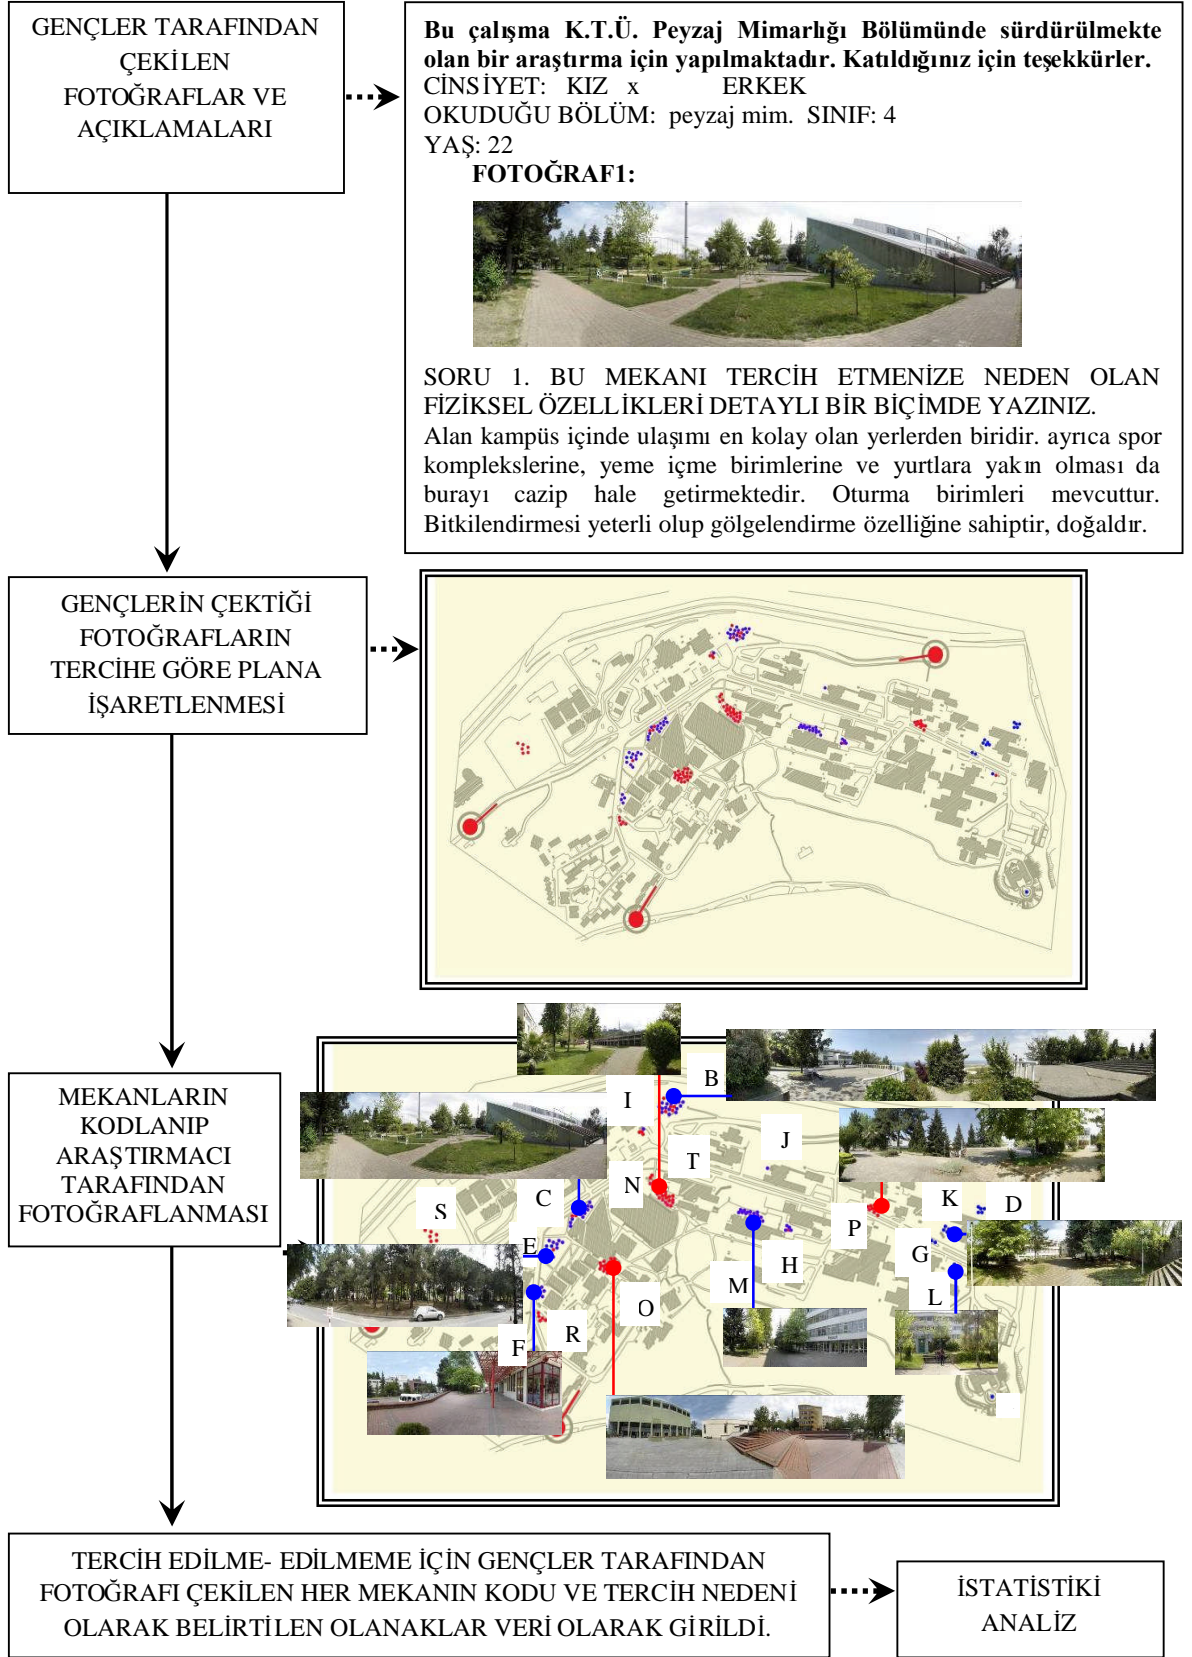 GENÇLER TARAFINDAN
ÇEKİLEN
FOTOĞRAFLAR VE
AÇIKLAMALARI
Bu çalışma K.T.Ü. Peyzaj Mimarlığı Bölümünde sürdürülmekte
olan bir araştırma için yapılmaktadır. Katıldığınız için teşekkürler.
CİNSİYET: KIZ x ERKEK
OKUDUĞU BÖLÜM: peyzaj mim. SINIF: 4
YAŞ: 22
FOTOĞRAF1:
SORU 1. BU MEKANI TERCİH ETMENİZE NEDEN OLAN
FİZİKSEL ÖZELLİKLERİ DETAYLI BİR BİÇİMDE YAZINIZ.
Alan kampüs içinde ulaşımı en kolay olan yerlerden biridir. ayrıca spor
komplekslerine, yeme içme birimlerine ve yurtlara yakın olması da
burayı cazip hale getirmektedir. Oturma birimleri mevcuttur.
Bitkilendirmesi yeterli olup gölgelendirme özelliğine sahiptir, doğaldır.
GENÇLERİN ÇEKTİĞİ
FOTOĞRAFLARIN
TERCİHE GÖRE PLANA
İŞARETLENMESİ
MEKANLARIN
KODLANIP
ARAŞTIRMACI
TARAFINDAN
FOTOĞRAFLANMASI
B
I
J
T
N
C
S
K
D
P
E
G
H
M
L
O
R
F
TERCİH EDİLME- EDİLMEME İÇİN GENÇLER TARAFINDAN
FOTOĞRAFI ÇEKİLEN HER MEKANIN KODU VE TERCİH NEDENİ
OLARAK BELİRTİLEN OLANAKLAR VERİ OLARAK GİRİLDİ.
İSTATİSTİKİ
ANALİZ